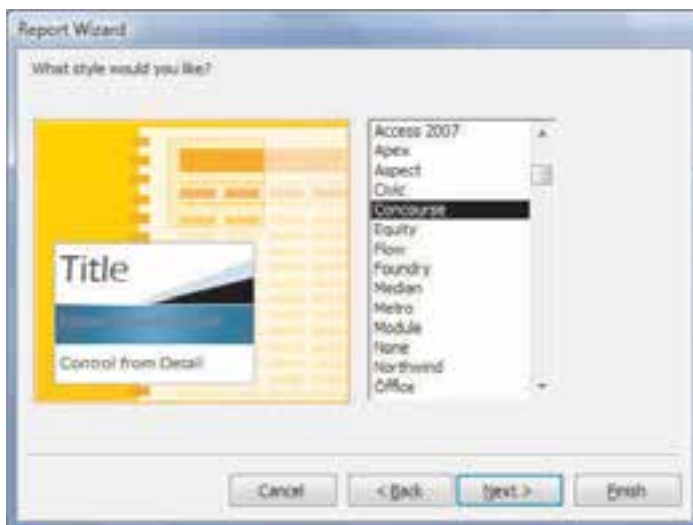 Report Wizard
What style would you like?
Access 2007
Apex
Aspect
Civic
Concourse
Equity
Flow
Foundry
Median
Metro
Module
None
Northwind
Office
Title
Control from Detail
Cancel
< Back
Next >
Finish